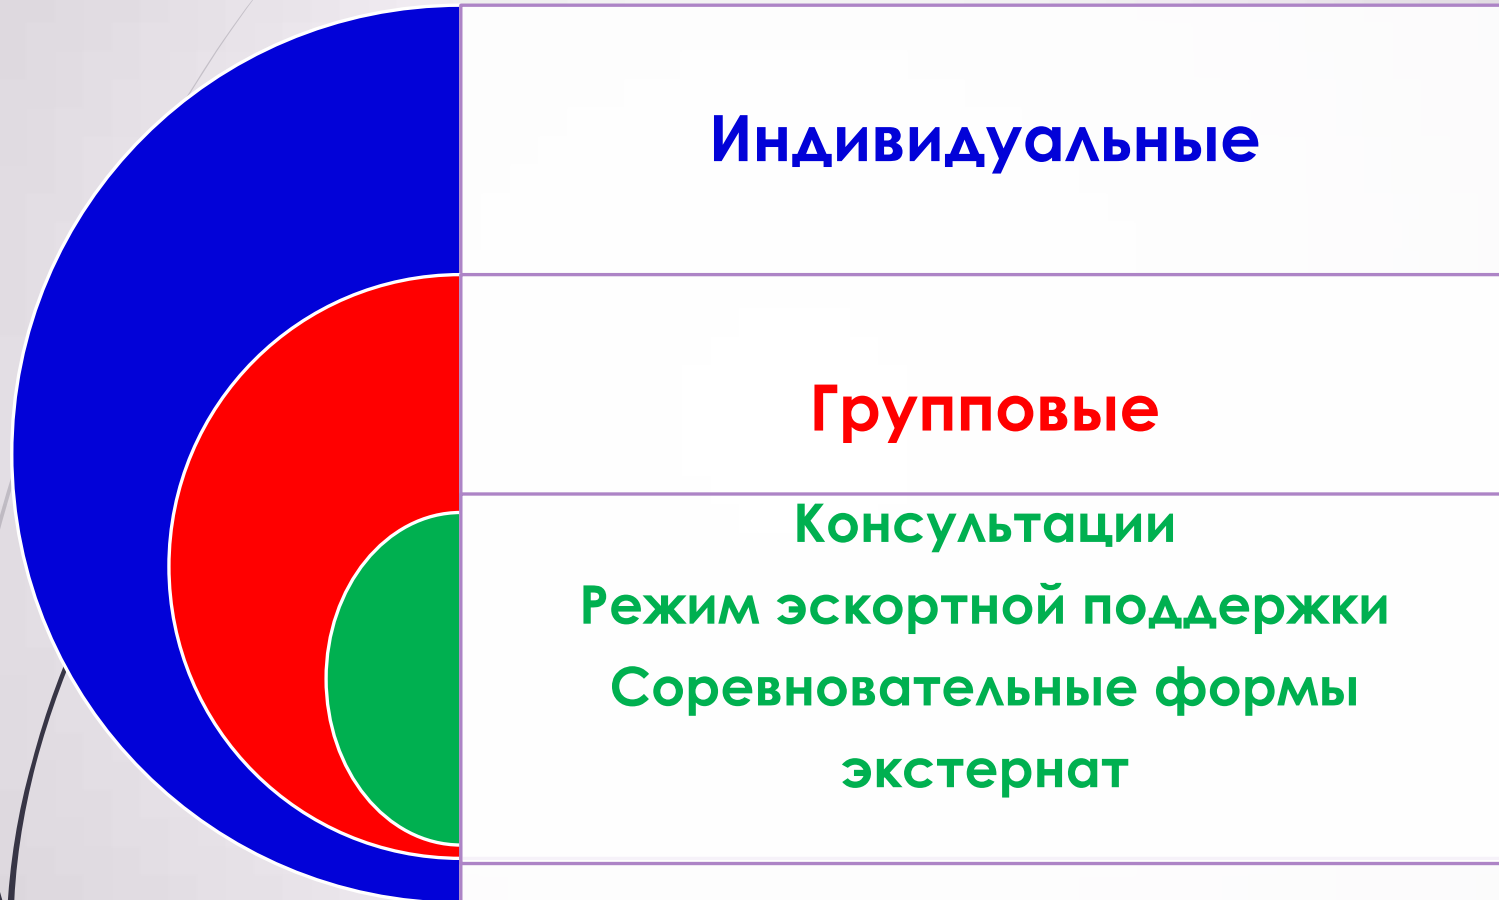 Индивидуальные
Групповые
Консультации
Режим эскортной поддержки
Соревновательные формы
экстернат